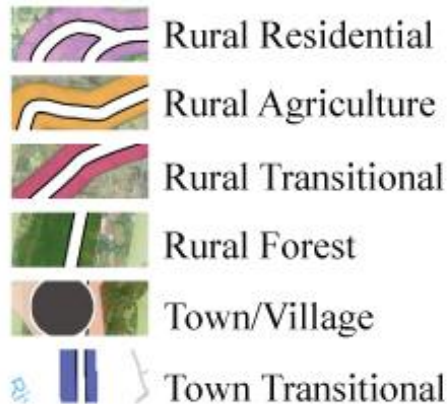 Rural Residential
Rural Agriculture
Rural Transitional
Rural Forest
Town/Village
Town Transitional